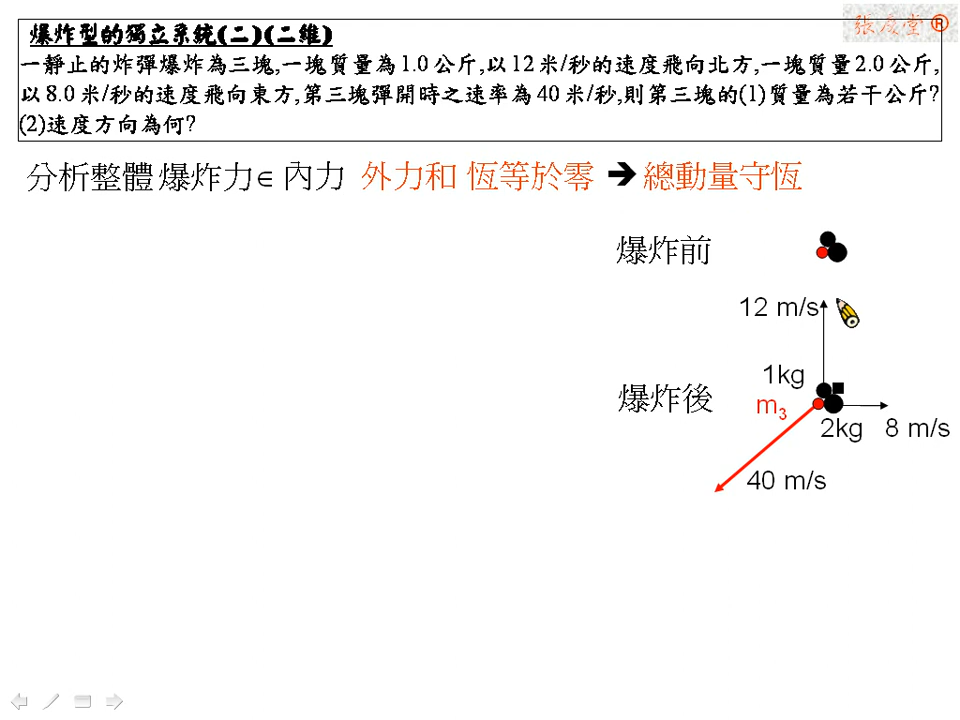 張辰堂 ®
爆炸型的獨立系統(二)(二維)
一靜止的炸彈爆炸為三塊,一塊質量為1.0公斤,以12米/秒的速度飛向北方,一塊質量2.0公斤,
以8.0米/秒的速度飛向東方,第三塊彈開時之速率為40米/秒,則第三塊的(1)質量為若干公斤?
(2)速度方向為何?
分析整體 爆炸力∈ 內力 外力和 恆等於零 ➔ 總動量守恆
爆炸前
12 m/s
1kg
爆炸後
m₃
2kg 8 m/s
40 m/s